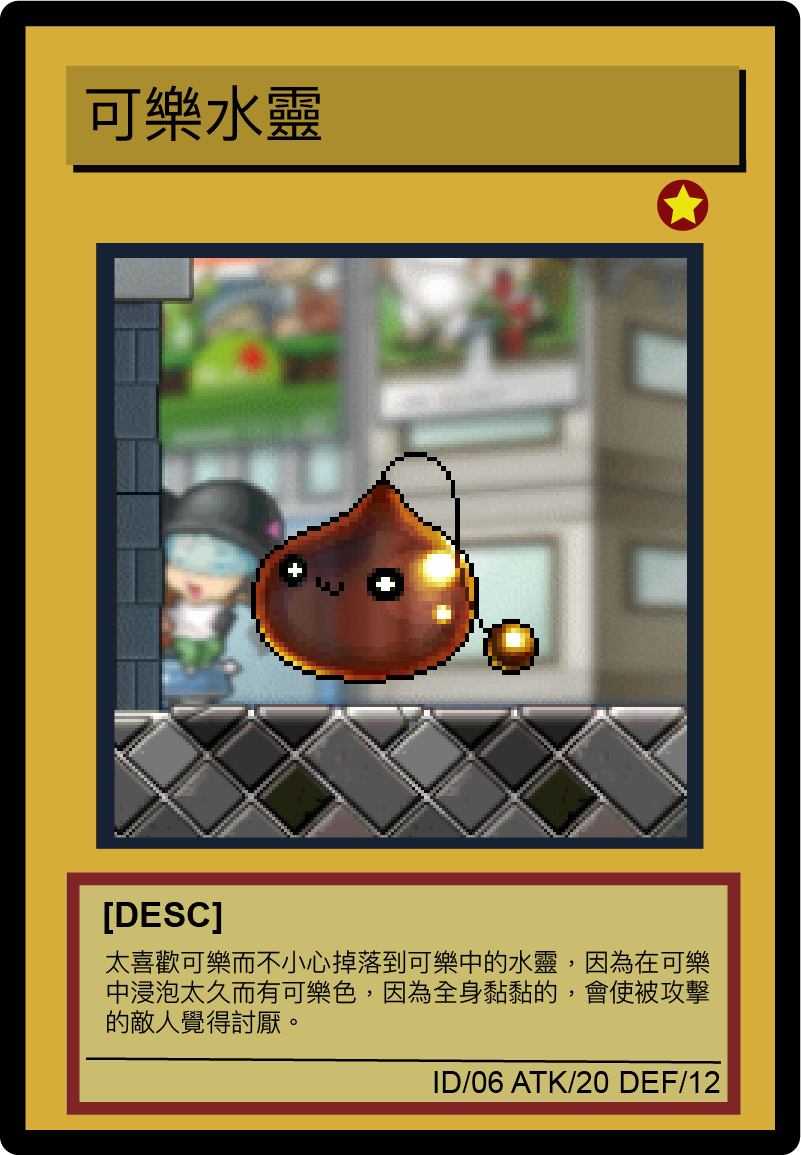 可樂水靈
[DESC]
太喜歡可樂而不小心掉落到可樂中的水靈，因為在可樂
中浸泡太久而有可樂色，因為全身黏黏的，會使被攻擊
的敵人覺得討厭。
ID/06 ATK/20 DEF/12